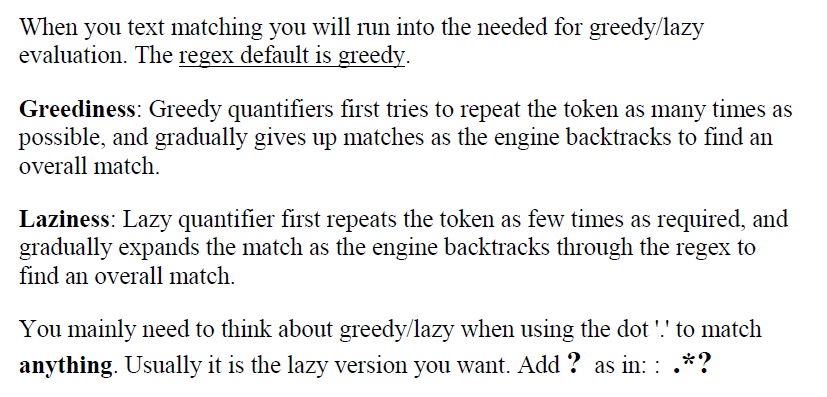 When you text matching you will run into the needed for greedy/lazy
evaluation. The regex default is greedy.
Greediness: Greedy quantifiers first tries to repeat the token as many times as
possible, and gradually gives up matches as the engine backtracks to find an
overall match.
Laziness: Lazy quantifier first repeats the token as few times as required, and
gradually expands the match as the engine backtracks through the regex to
find an overall match.
You mainly need to think about greedy/lazy when using the dot '.' to match
anything. Usually it is the lazy version you want. Add ? as in: : .*?